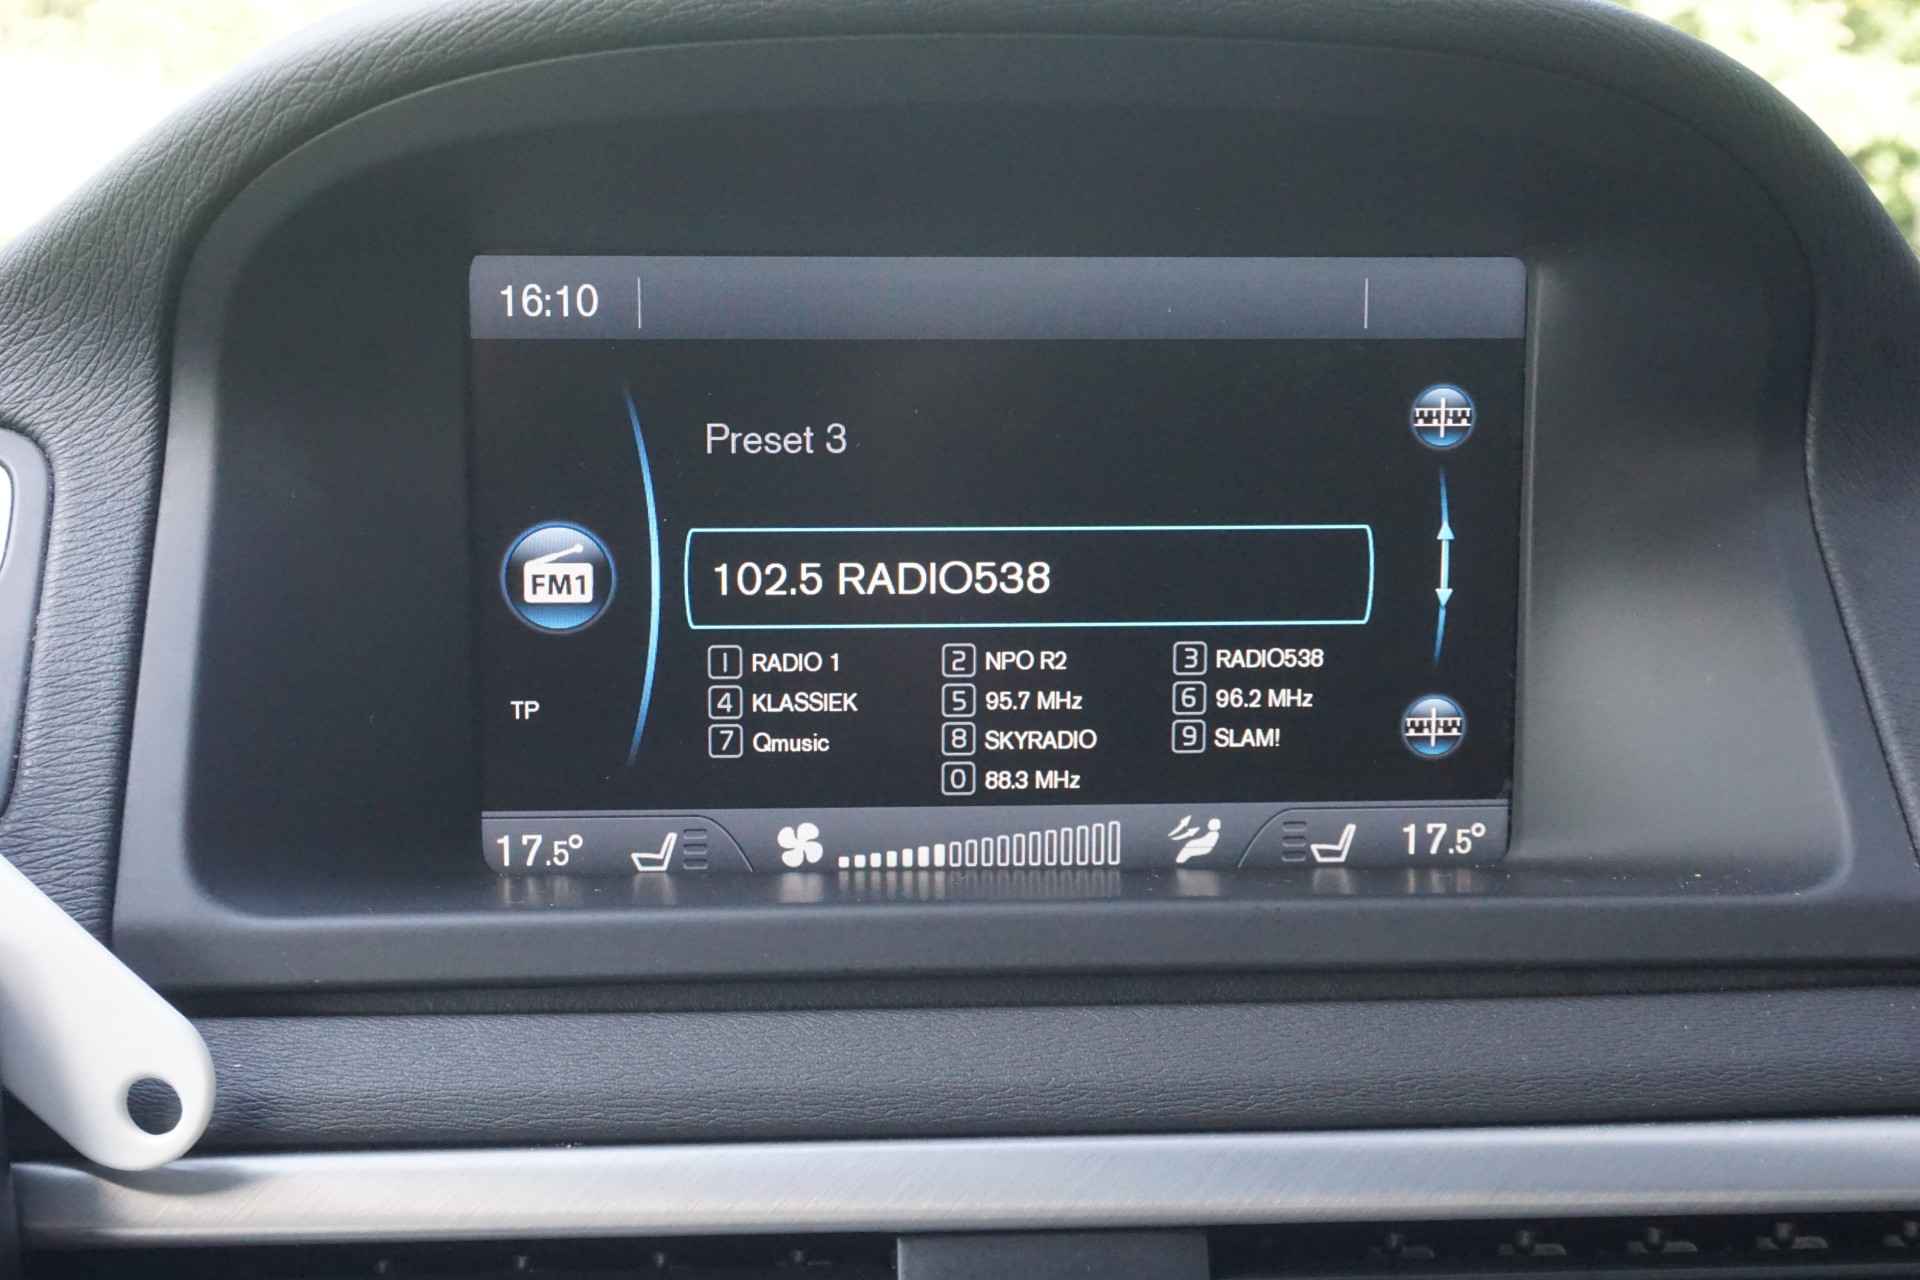 16:10
Preset 3
FM1
102.5 RADIO538
1 RADIO 1 2 NPO R2 3 RADIO538
4 KLASSIEK 5 95.7 MHz 6 96.2 MHz
7 Qmusic 8 SKYRADIO 9 SLAM!
0 88.3 MHz
TP
17.5° 17.5°